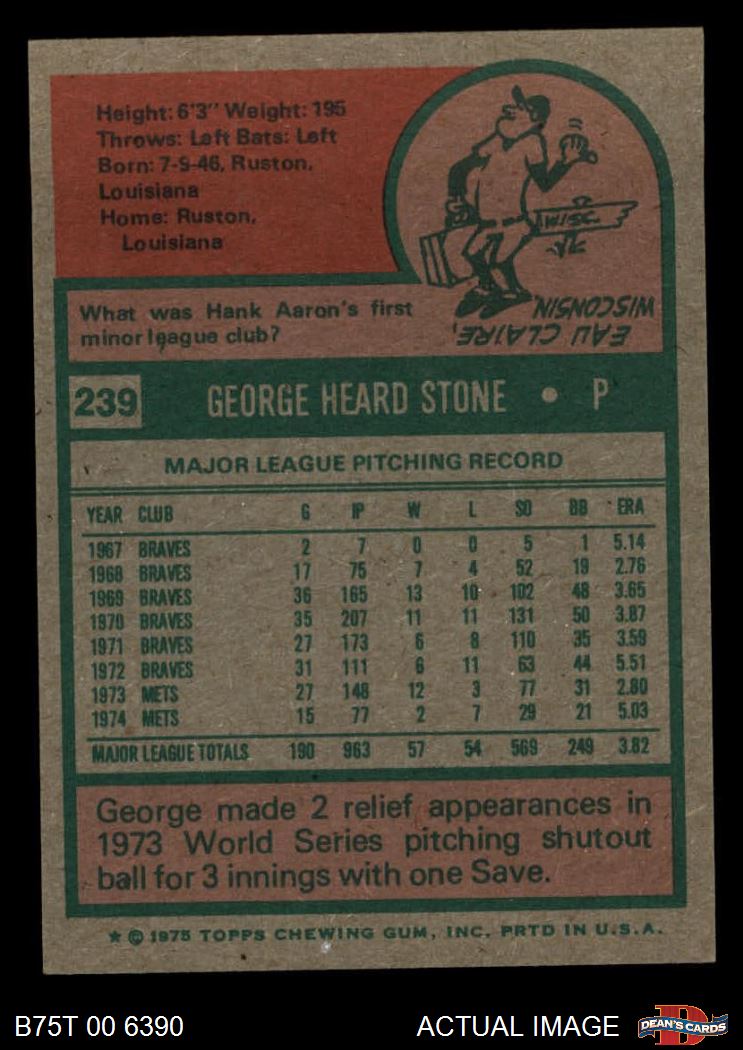 Height: 6'3" Weight: 195
Throws: Left Bats: Left
Born: 7-9-46, Ruston,
Louisiana
Home: Ruston,
Louisiana
WISC.
What was Hank Aaron's first
minor league club?
EAU CLAIRE,
WISCONSIN
239 GEORGE HEARD STONE • P
MAJOR LEAGUE PITCHING RECORD
YEAR CLUB G IP W L SO BB ERA
1967 BRAVES 2 7 0 0 5 1 5.14
1968 BRAVES 17 75 7 4 52 19 2.76
1969 BRAVES 36 165 13 10 102 48 3.65
1970 BRAVES 35 207 11 11 131 50 3.87
1971 BRAVES 27 173 6 8 110 35 3.59
1972 BRAVES 31 111 6 11 63 44 5.51
1973 METS 27 148 12 3 77 31 2.80
1974 METS 15 77 2 7 29 21 5.03
MAJOR LEAGUE TOTALS 190 963 57 54 569 249 3.82
George made 2 relief appearances in
1973 World Series pitching shutout
ball for 3 innings with one Save.
★ © 1975 TOPPS CHEWING GUM, INC. PRTD IN U.S.A.
B75T 00 6390 ACTUAL IMAGE DEAN'S CARDS